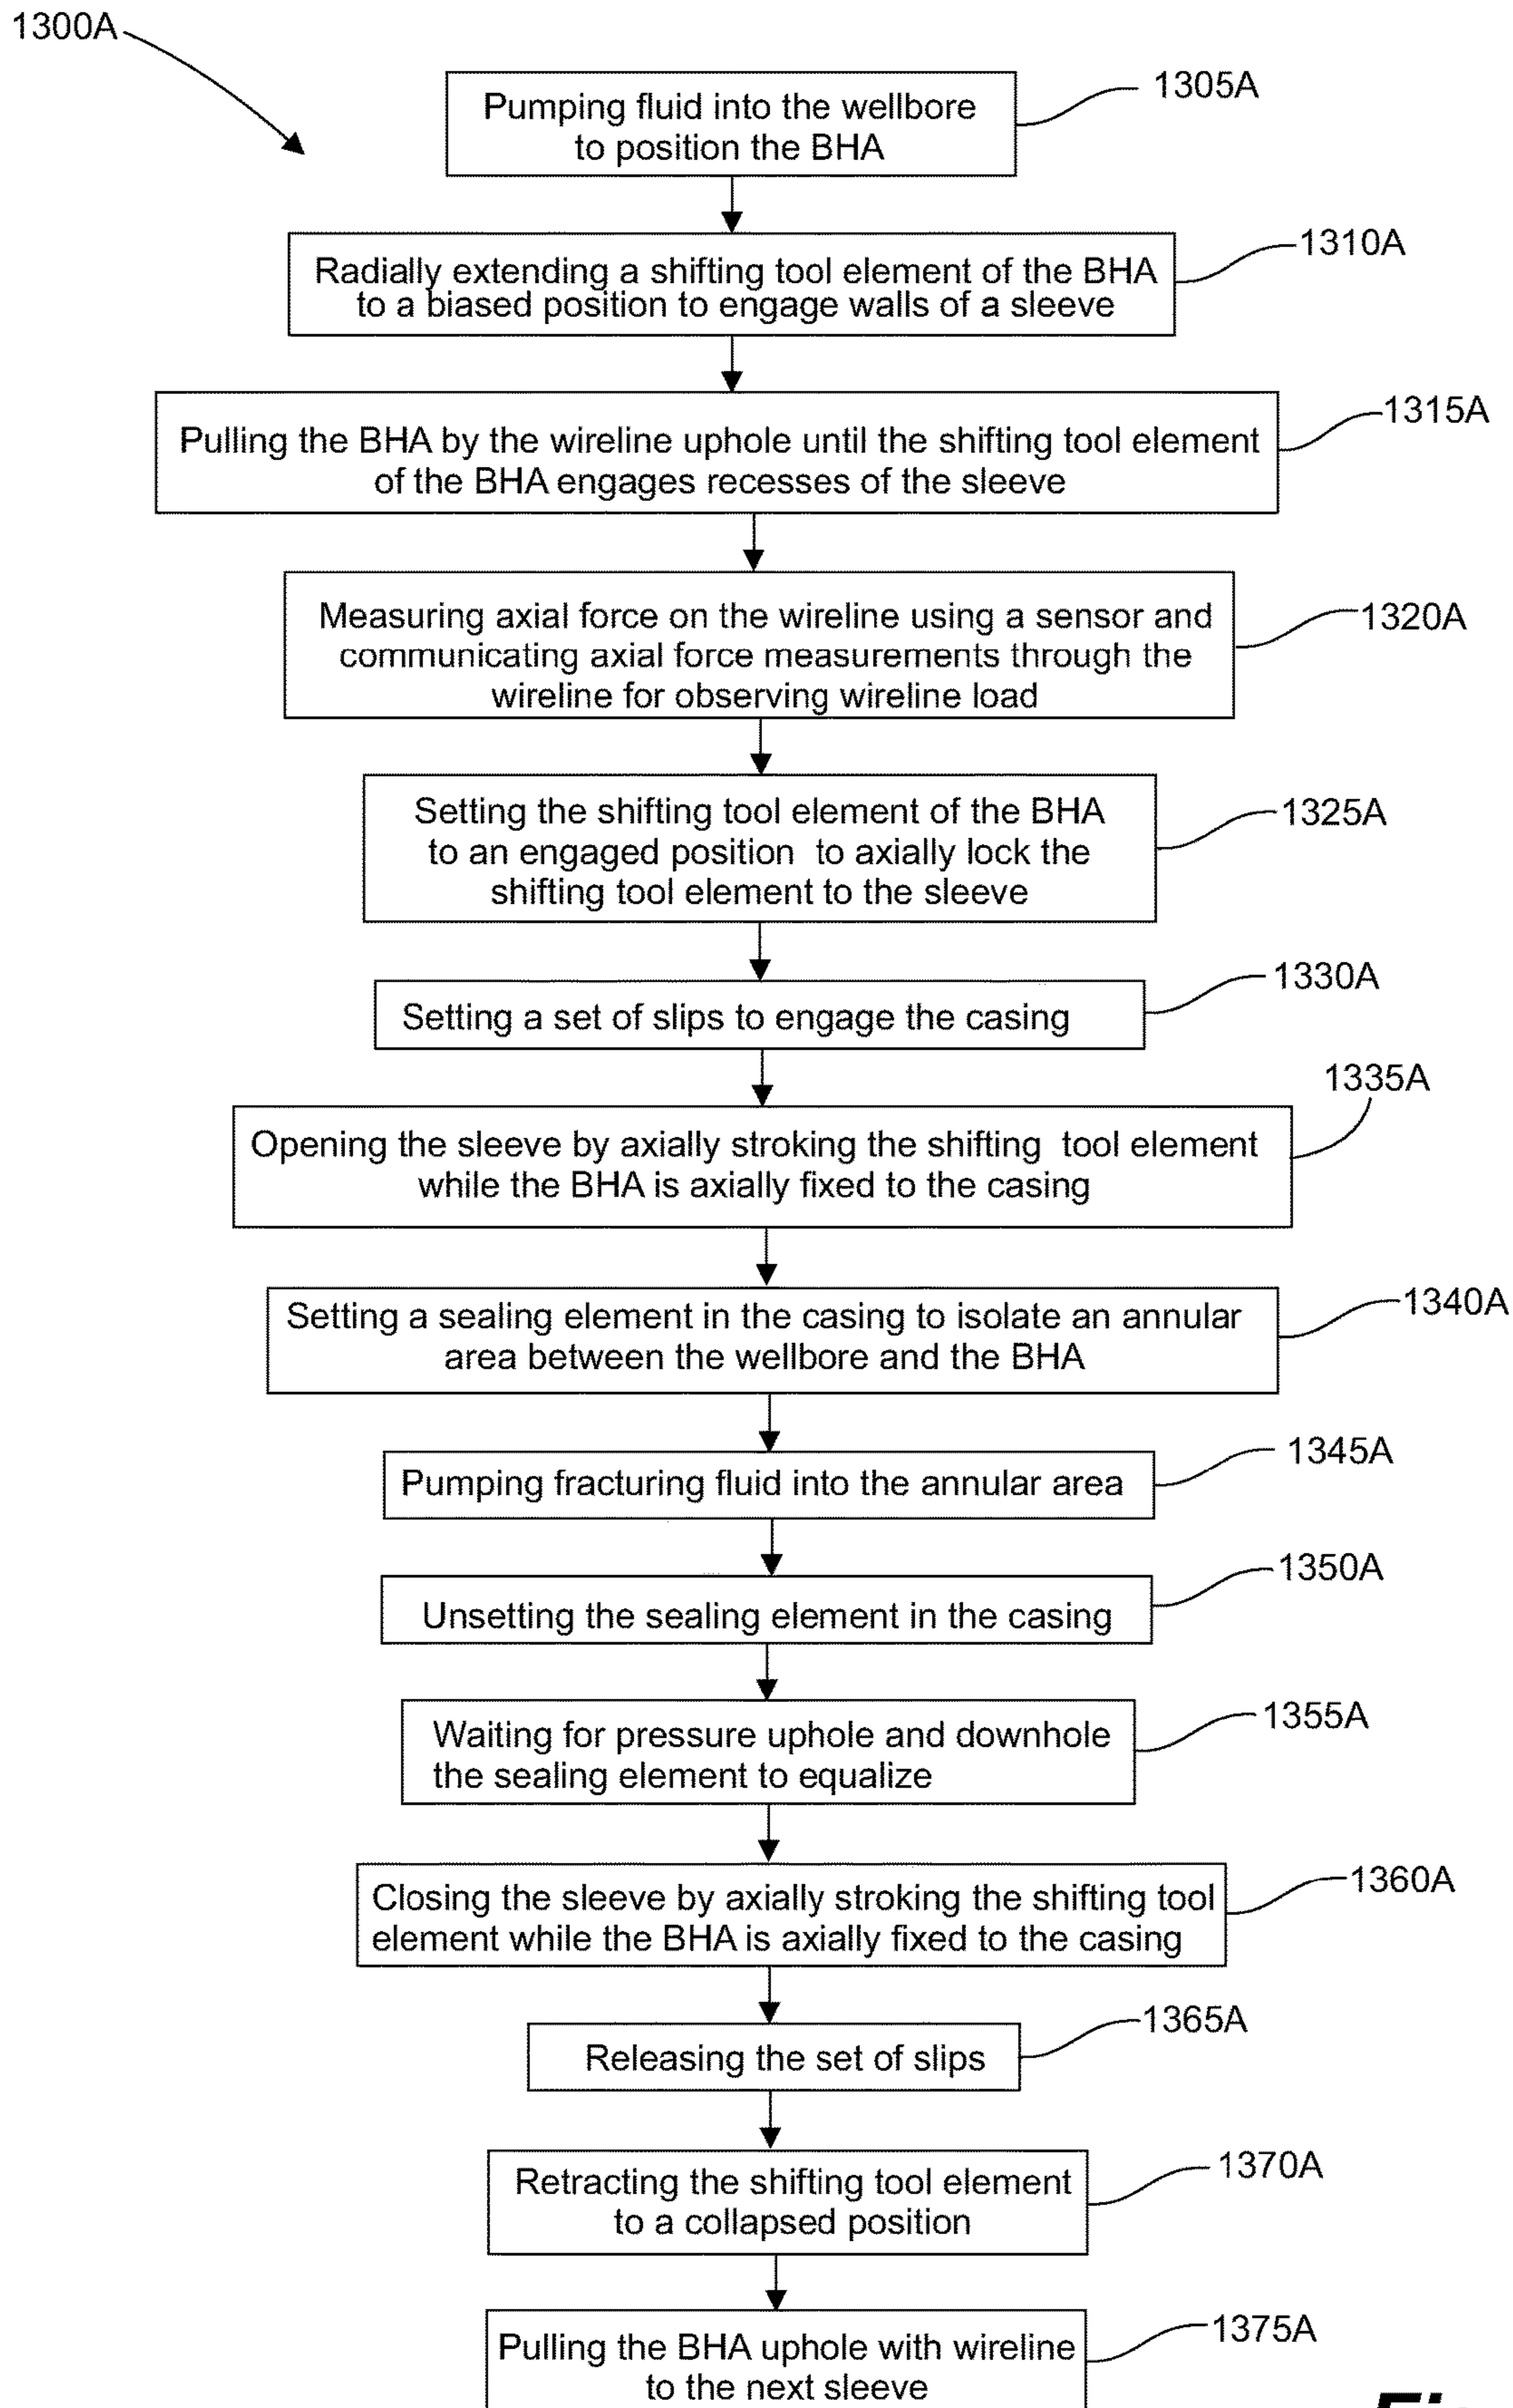 1300A
Pumping fluid into the wellbore
to position the BHA
1305A
Radially extending a shifting tool element of the BHA
to a biased position to engage walls of a sleeve
1310A
Pulling the BHA by the wireline uphole until the shifting tool element
of the BHA engages recesses of the sleeve
1315A
Measuring axial force on the wireline using a sensor and
communicating axial force measurements through the
wireline for observing wireline load
1320A
Setting the shifting tool element of the BHA
to an engaged position to axially lock the
shifting tool element to the sleeve
1325A
Setting a set of slips to engage the casing
1330A
Opening the sleeve by axially stroking the shifting tool element
while the BHA is axially fixed to the casing
1335A
Setting a sealing element in the casing to isolate an annular
area between the wellbore and the BHA
1340A
Pumping fracturing fluid into the annular area
1345A
Unsetting the sealing element in the casing
1350A
Waiting for pressure uphole and downhole
the sealing element to equalize
1355A
Closing the sleeve by axially stroking the shifting tool
element while the BHA is axially fixed to the casing
1360A
Releasing the set of slips
1365A
Retracting the shifting tool element
to a collapsed position
1370A
Pulling the BHA uphole with wireline
to the next sleeve
1375A